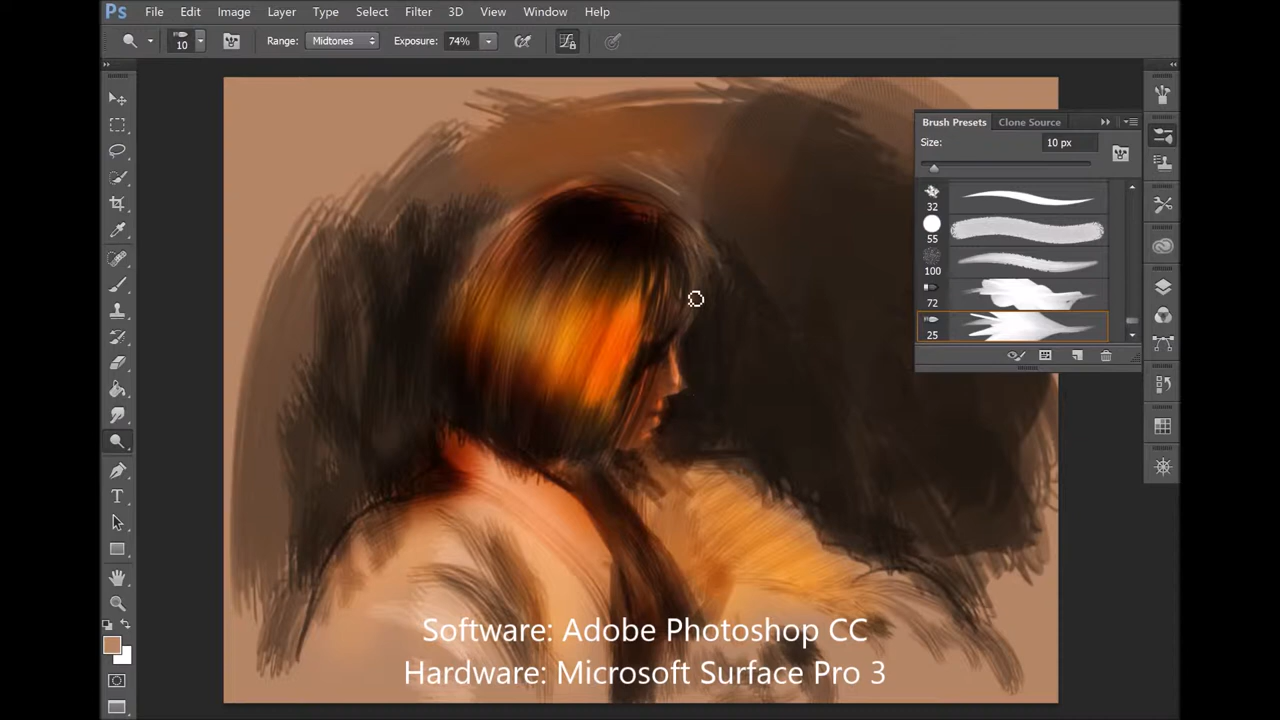 Ps File Edit Image Layer Type Select Filter 3D View Window Help
10 Range: Midtones Exposure: 74%
Brush Presets Clone Source
Size: 10 px
32
55
100
72
25
T
Software: Adobe Photoshop CC
Hardware: Microsoft Surface Pro 3